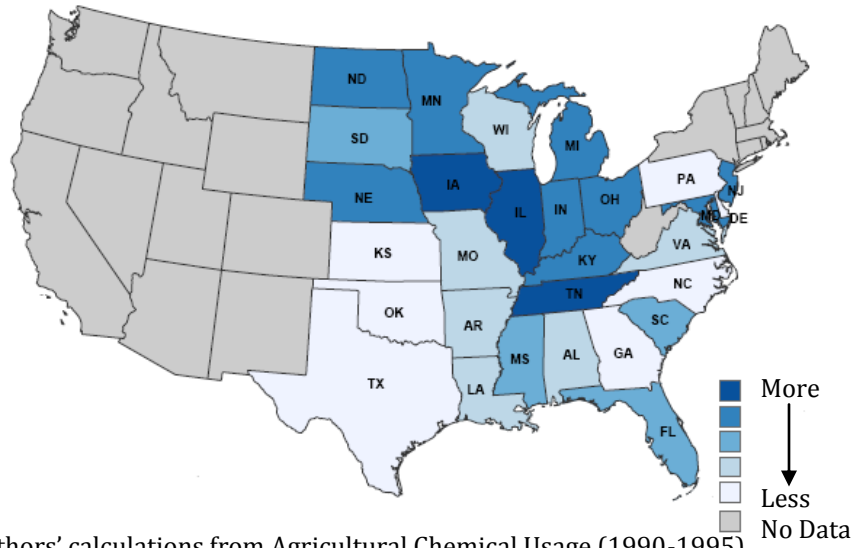 ND
MN
WI
MI
SD
IA
NE
IL
IN
OH
PA
NJ
MD
DE
KS
MO
KY
VA
OK
AR
TN
NC
TX
LA
MS
AL
GA
SC
FL
More
Less
No Data
thors' calculations from Agricultural Chemical Usage (1990-1995)